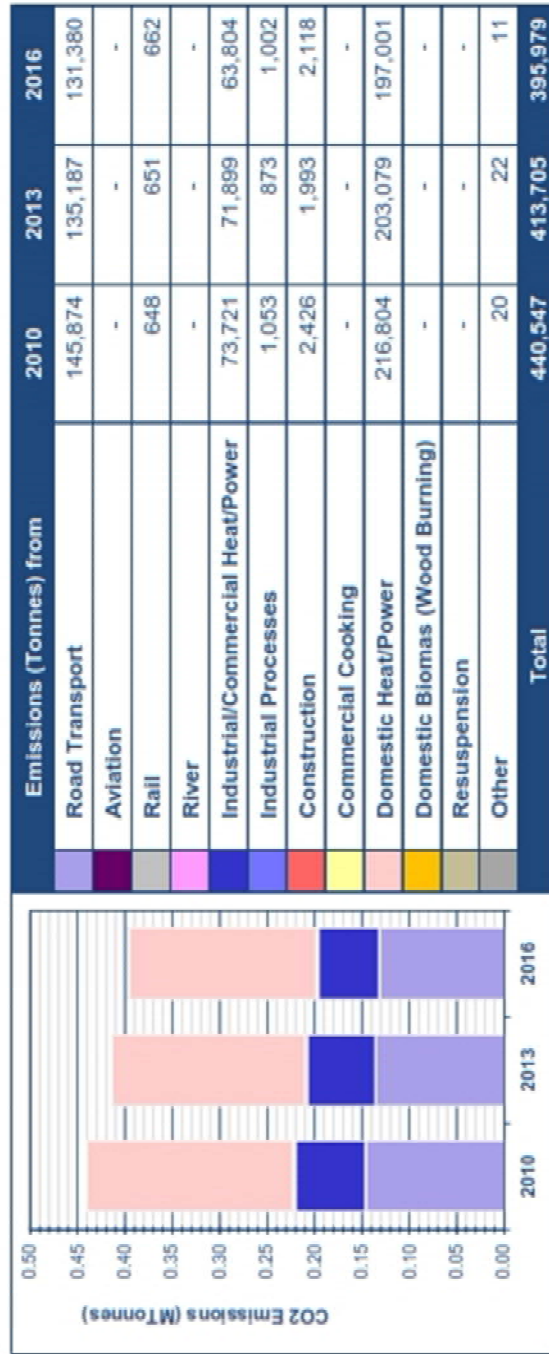 CO2 Emissions (MTonnes)
0.50
0.45
0.40
0.35
0.30
0.25
0.20
0.15
0.10
0.05
0.00
2010 2013 2016
Emissions (Tonnes) from 2010 2013 2016
Road Transport 145,874 135,187 131,380
Aviation - - -
Rail 648 651 662
River - - -
Industrial/Commercial Heat/Power 73,721 71,899 63,804
Industrial Processes 1,053 873 1,002
Construction 2,426 1,993 2,118
Commercial Cooking - - -
Domestic Heat/Power 216,804 203,079 197,001
Domestic Biomas (Wood Burning) - - -
Resuspension - - -
Other 20 22 11
Total 440,547 413,705 395,979